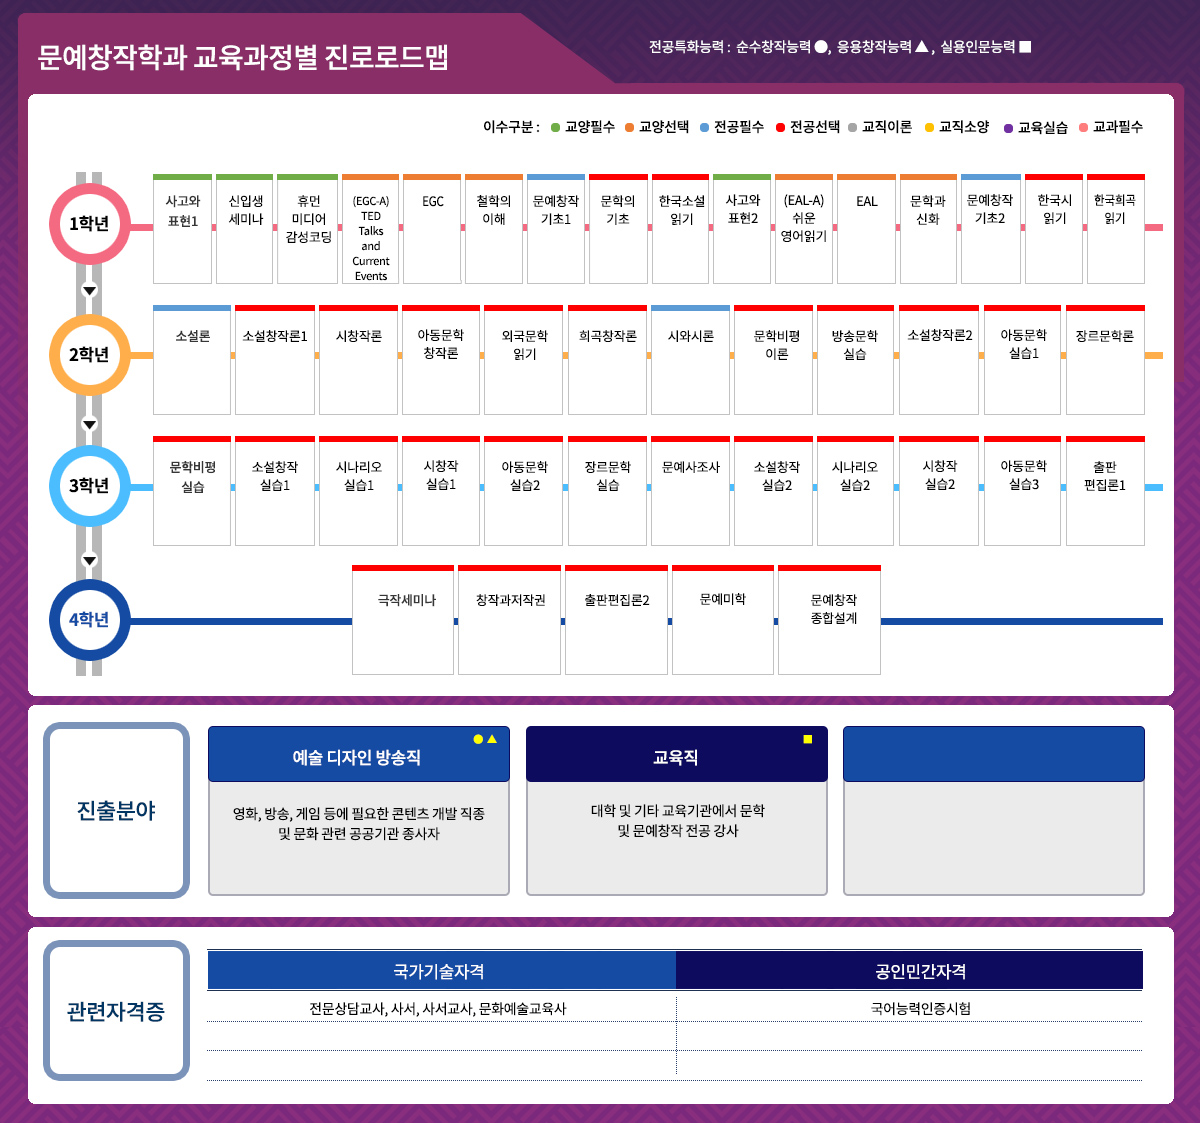 문예창작학과 교육과정별 진로로드맵
전공특화능력 : 순수창작능력 ●, 응용창작능력 ▲, 실용인문능력 ■
이수구분 : ● 교양필수 ● 교양선택 ● 전공필수 ● 전공선택 ● 교직이론 ● 교직소양 ● 교육실습 ● 교과필수
1학년
사고와
표현1
신입생
세미나
휴먼
미디어
감성코딩
(EGC-A)
TED
Talks
and
Current
Events
EGC
철학의
이해
문예창작
기초1
문학의
기초
한국소설
읽기
사고와
표현2
(EAL-A)
쉬운
영어읽기
EAL
문학과
신화
문예창작
기초2
한국시
읽기
한국희곡
읽기
2학년
소설론
소설창작론1
시창작론
아동문학
창작론
외국문학
읽기
희곡창작론
시와시론
문학비평
이론
방송문학
실습
소설창작론2
아동문학
실습1
장르문학론
3학년
문학비평
실습
소설창작
실습1
시나리오
실습1
시창작
실습1
아동문학
실습2
장르문학
실습
문예사조사
소설창작
실습2
시나리오
실습2
시창작
실습2
아동문학
실습3
출판
편집론1
4학년
극작세미나
창작과저작권
출판편집론2
문예미학
문예창작
종합설계
진출분야
예술 디자인 방송직
영화, 방송, 게임 등에 필요한 콘텐츠 개발 직종
및 문화 관련 공공기관 종사자
교육직
대학 및 기타 교육기관에서 문학
및 문예창작 전공 강사
관련자격증
국가기술자격
공인민간자격
전문상담교사, 사서, 사서교사, 문화예술교육사
국어능력인증시험